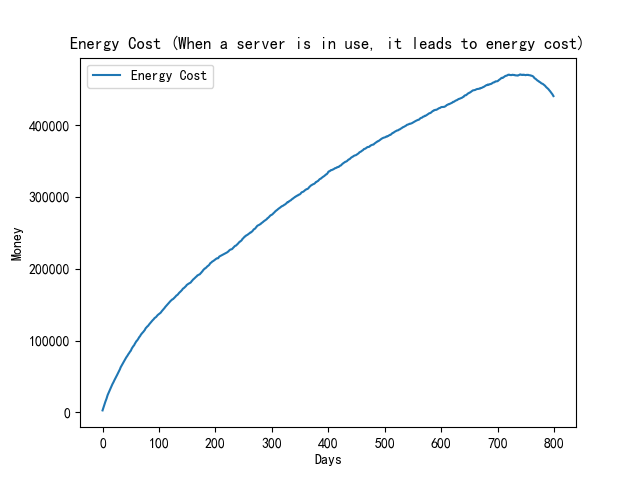 Energy Cost (When a server is in use, it leads to energy cost)
Energy Cost
Money
400000
300000
200000
100000
0
0 100 200 300 400 500 600 700 800
Days